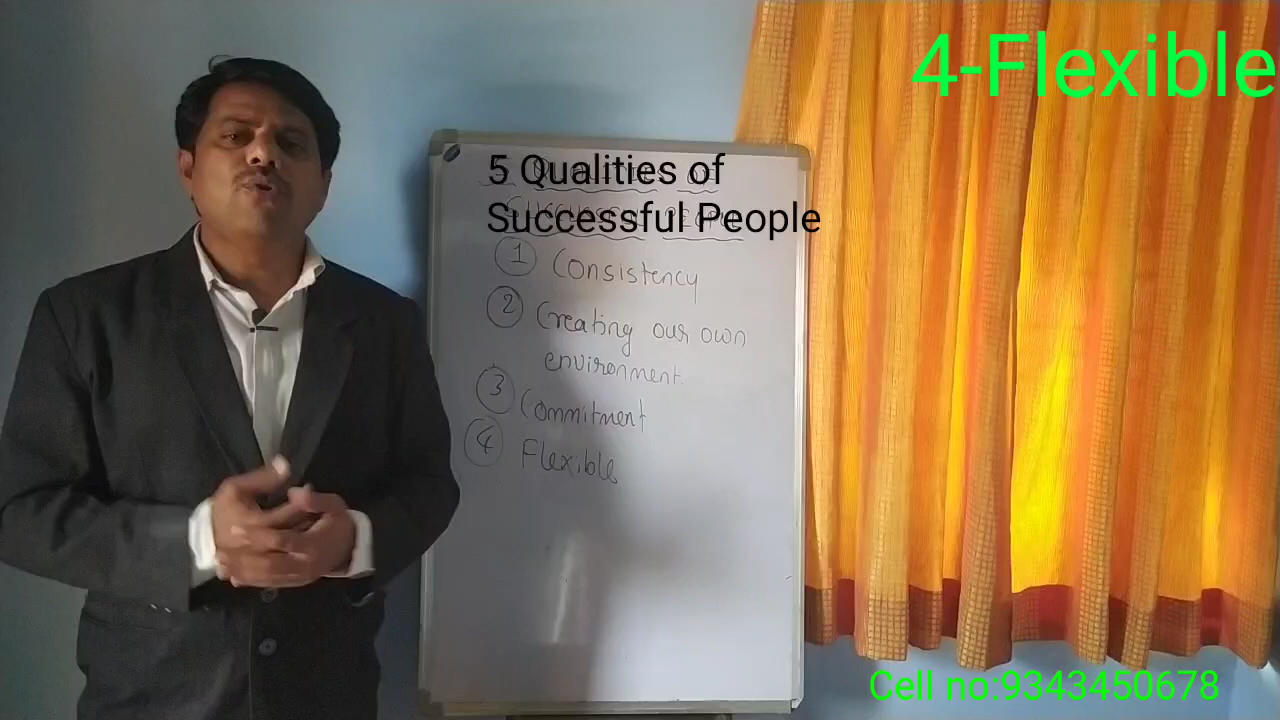 4-Flexible
5 Qualities of
Successful People
1 Consistency
2 Creating our own
environment.
3 Commitment
4 Flexible
Cell no:9343450678